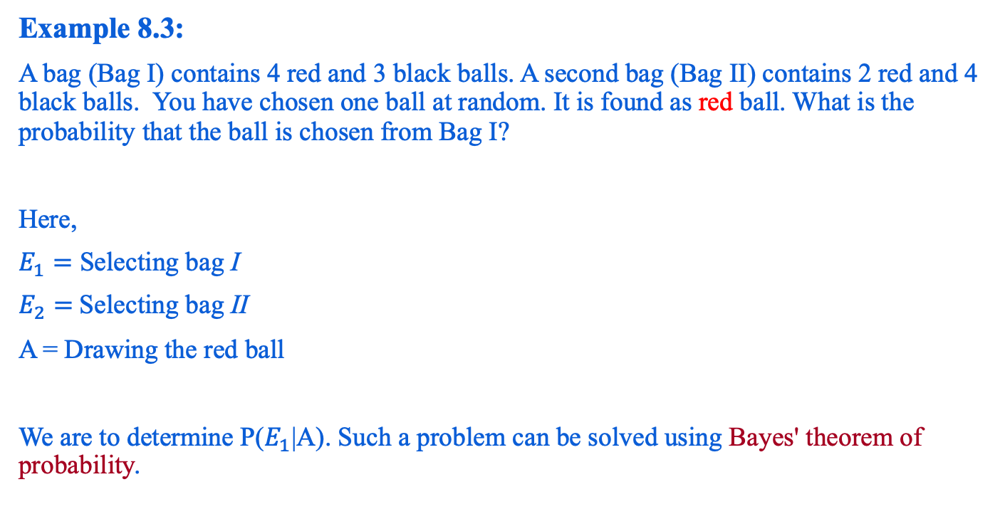 Example 8.3:
A bag (Bag I) contains 4 red and 3 black balls. A second bag (Bag II) contains 2 red and 4
black balls.  You have chosen one ball at random. It is found as red ball. What is the
probability that the ball is chosen from Bag I?
Here,
E₁ = Selecting bag I
E₂ = Selecting bag II
A = Drawing the red ball
We are to determine P(E₁|A). Such a problem can be solved using Bayes' theorem of
probability.